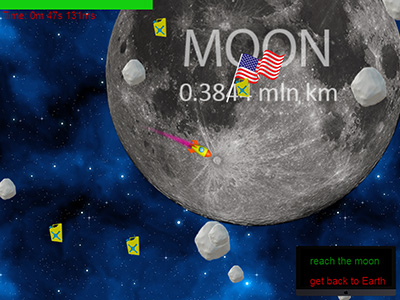 Time: 0m 47s 13 ms
MOON
0.3844 mln km
reach the moon
get back to Earth